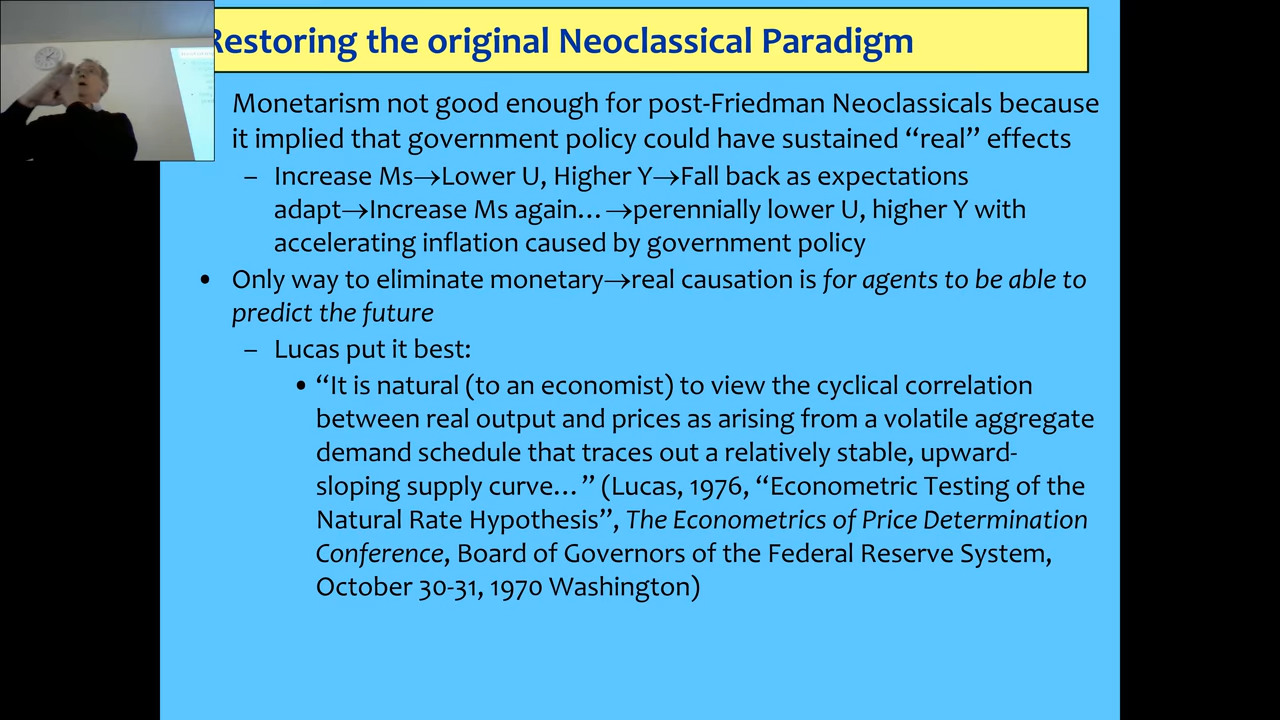 Restoring the original Neoclassical Paradigm
Monetarism not good enough for post-Friedman Neoclassicals because
it implied that government policy could have sustained “real” effects
– Increase Ms→Lower U, Higher Y→Fall back as expectations
adapt→Increase Ms again… →perennially lower U, higher Y with
accelerating inflation caused by government policy
• Only way to eliminate monetary→real causation is for agents to be able to
predict the future
– Lucas put it best:
• “It is natural (to an economist) to view the cyclical correlation
between real output and prices as arising from a volatile aggregate
demand schedule that traces out a relatively stable, upward-
sloping supply curve…” (Lucas, 1976, “Econometric Testing of the
Natural Rate Hypothesis”, The Econometrics of Price Determination
Conference, Board of Governors of the Federal Reserve System,
October 30-31, 1970 Washington)